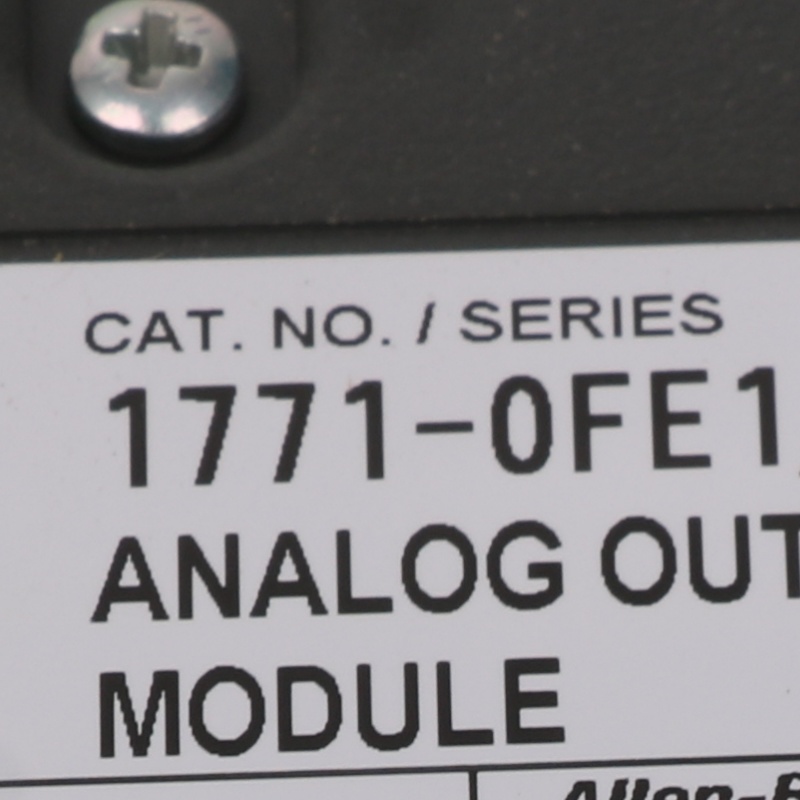 CAT. NO. / SERIES
1771-0FE1
ANALOG OUT
MODULE